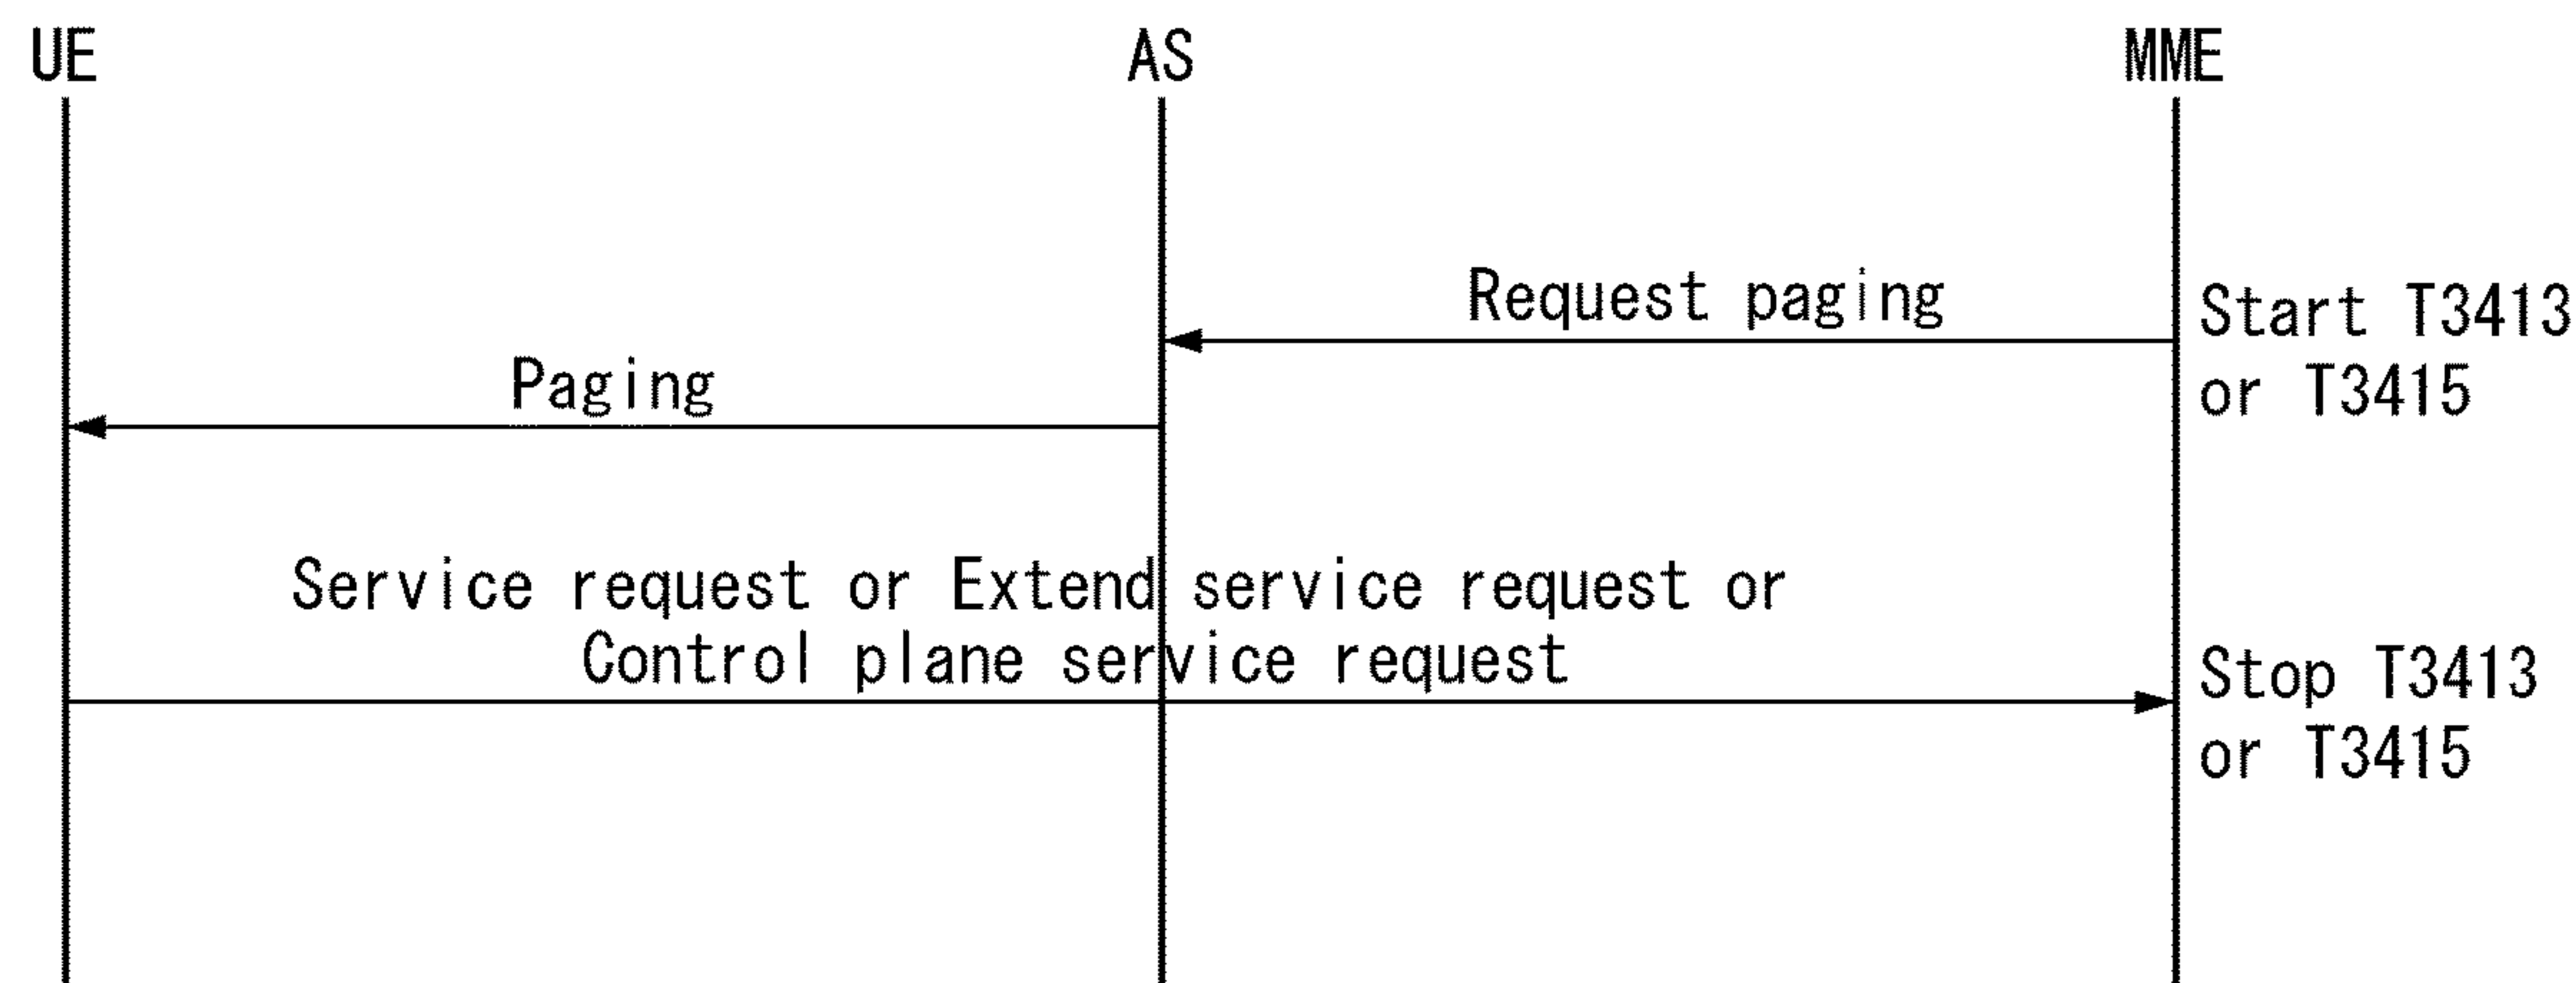 UE
AS
MME
Request paging
Start T3413
or T3415
Paging
Service request or Extend service request or
Control plane service request
Stop T3413
or T3415